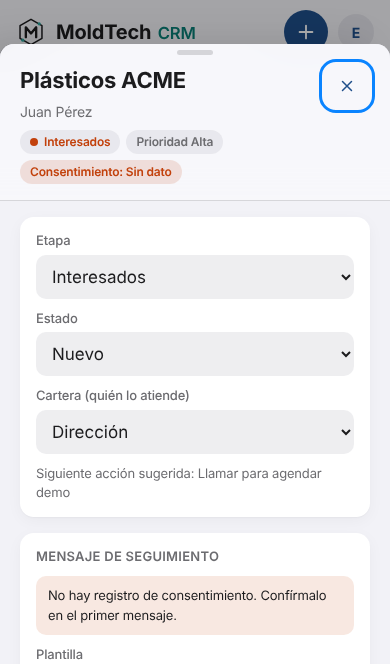 MoldTech CRM
E
Plásticos ACME
Juan Pérez
Interesados
Prioridad Alta
Consentimiento: Sin dato
Etapa
Interesados
Estado
Nuevo
Cartera (quién lo atiende)
Dirección
Siguiente acción sugerida: Llamar para agendar
demo
MENSAJE DE SEGUIMIENTO
No hay registro de consentimiento. Confírmalo
en el primer mensaje.
Plantilla